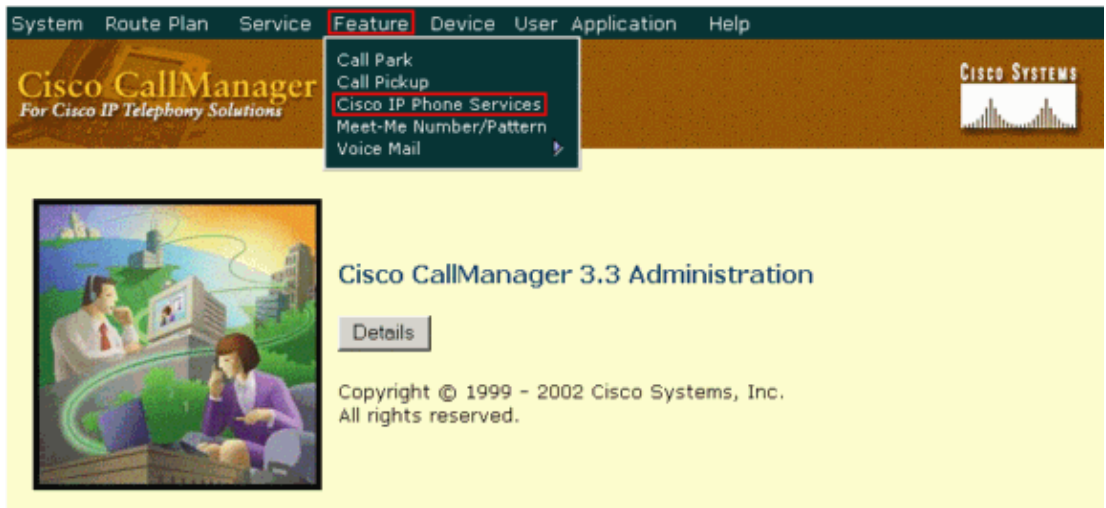 System Route Plan Service Feature Device User Application Help
Call Park
Call Pickup
Cisco IP Phone Services
Meet-Me Number/Pattern
Voice Mail
Cisco CallManager
For Cisco IP Telephony Solutions
CISCO SYSTEMS
Cisco CallManager 3.3 Administration
Details
Copyright © 1999 - 2002 Cisco Systems, Inc.
All rights reserved.